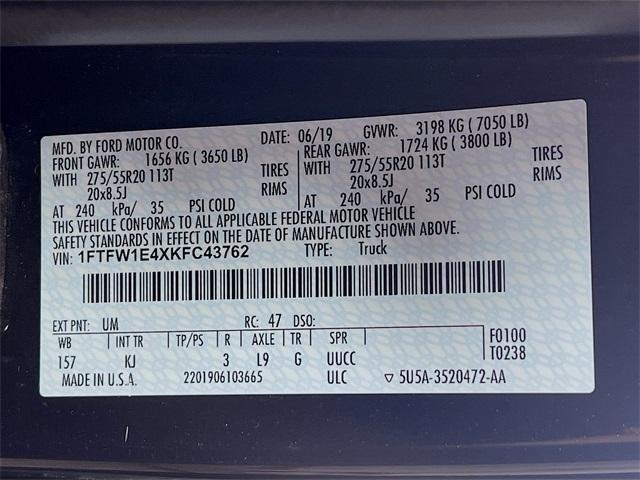 MFD. BY FORD MOTOR CO. DATE: 06/19 GVWR: 3198 KG ( 7050 LB)
FRONT GAWR: 1656 KG ( 3650 LB) REAR GAWR: 1724 KG ( 3800 LB)
WITH 275/55R20 113T TIRES WITH 275/55R20 113T TIRES
20x8.5J RIMS 20x8.5J RIMS
AT 240 kPa/ 35 PSI COLD AT 240 kPa/ 35 PSI COLD
THIS VEHICLE CONFORMS TO ALL APPLICABLE FEDERAL MOTOR VEHICLE
SAFETY STANDARDS IN EFFECT ON THE DATE OF MANUFACTURE SHOWN ABOVE.
VIN: 1FTFW1E4XKFC43762 TYPE: Truck
EXT PNT: UM RC: 47 DSO:
WB INT TR TP/PS R AXLE TR SPR F0100
157 KJ 3 L9 G UUCC T0238
MADE IN U.S.A. 2201906103665 ULC ▽ 5U5A-3520472-AA